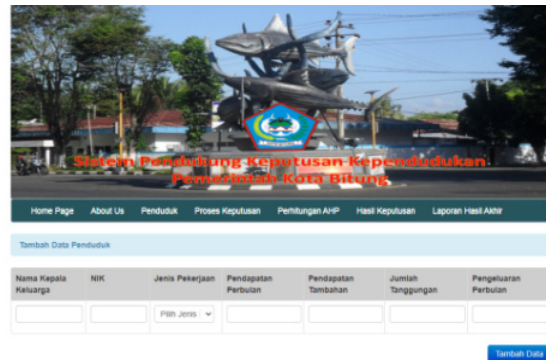 Sistem Pendukung Keputusan Kependudukan
Pemerintah Kota Bitung
Home Page About Us Penduduk Proses Keputusan Perhitungan AHP Hasil Keputusan Laporan Hasil Akhir
Tambah Data Penduduk
Nama Kepala Keluarga NIK Jenis Pekerjaan Pendapatan Perbulan Pendapatan Tambahan Jumlah Tanggungan Pengeluaran Perbulan
Pilih Jenis
Tambah Data